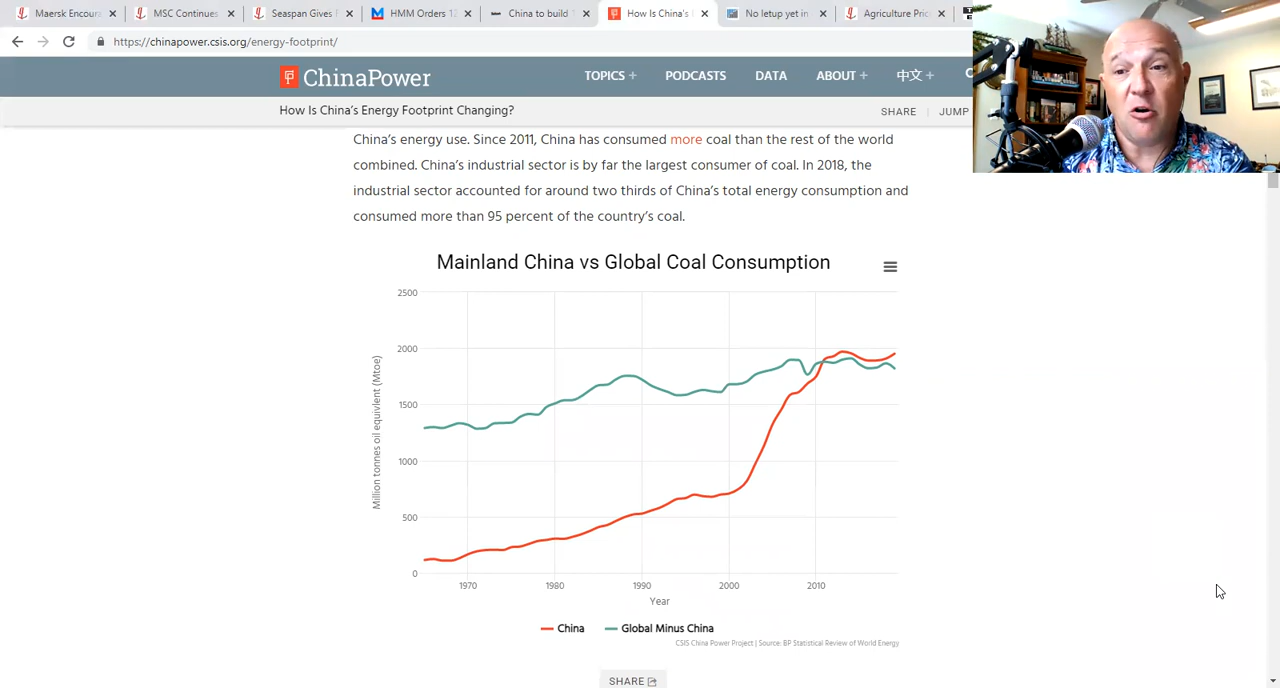 Maersk Encoura
MSC Continues
Seaspan Gives F
HMM Orders 12
China to build 1
How Is China's E
No letup yet in
Agriculture Pric
https://chinapower.csis.org/energy-footprint/
ChinaPower
TOPICS + PODCASTS DATA ABOUT + 中文 +
How Is China's Energy Footprint Changing?
SHARE | JUMP
China's energy use. Since 2011, China has consumed more coal than the rest of the world
combined. China's industrial sector is by far the largest consumer of coal. In 2018, the
industrial sector accounted for around two thirds of China's total energy consumption and
consumed more than 95 percent of the country's coal.
Mainland China vs Global Coal Consumption
2500
2000
1500
1000
500
0
Million tonnes oil equivlent (Mtoe)
1970 1980 1990 2000 2010
Year
China Global Minus China
CSIS China Power Project | Source: BP Statistical Review of World Energy
SHARE